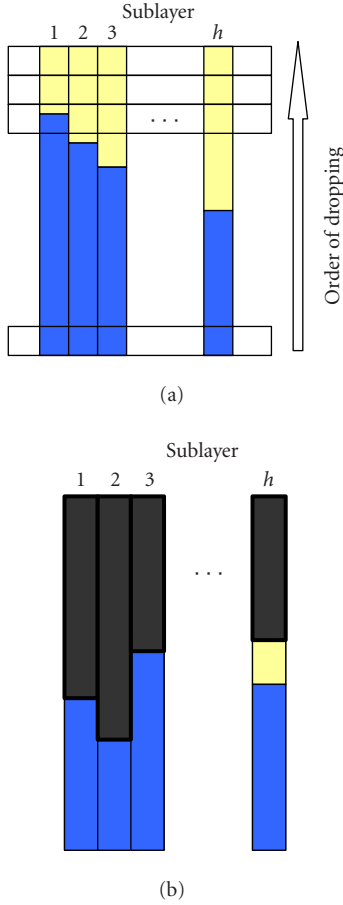 Sublayer
1 2 3 h
. . .
Order of dropping
(a)
Sublayer
1 2 3 h
. . .
(b)